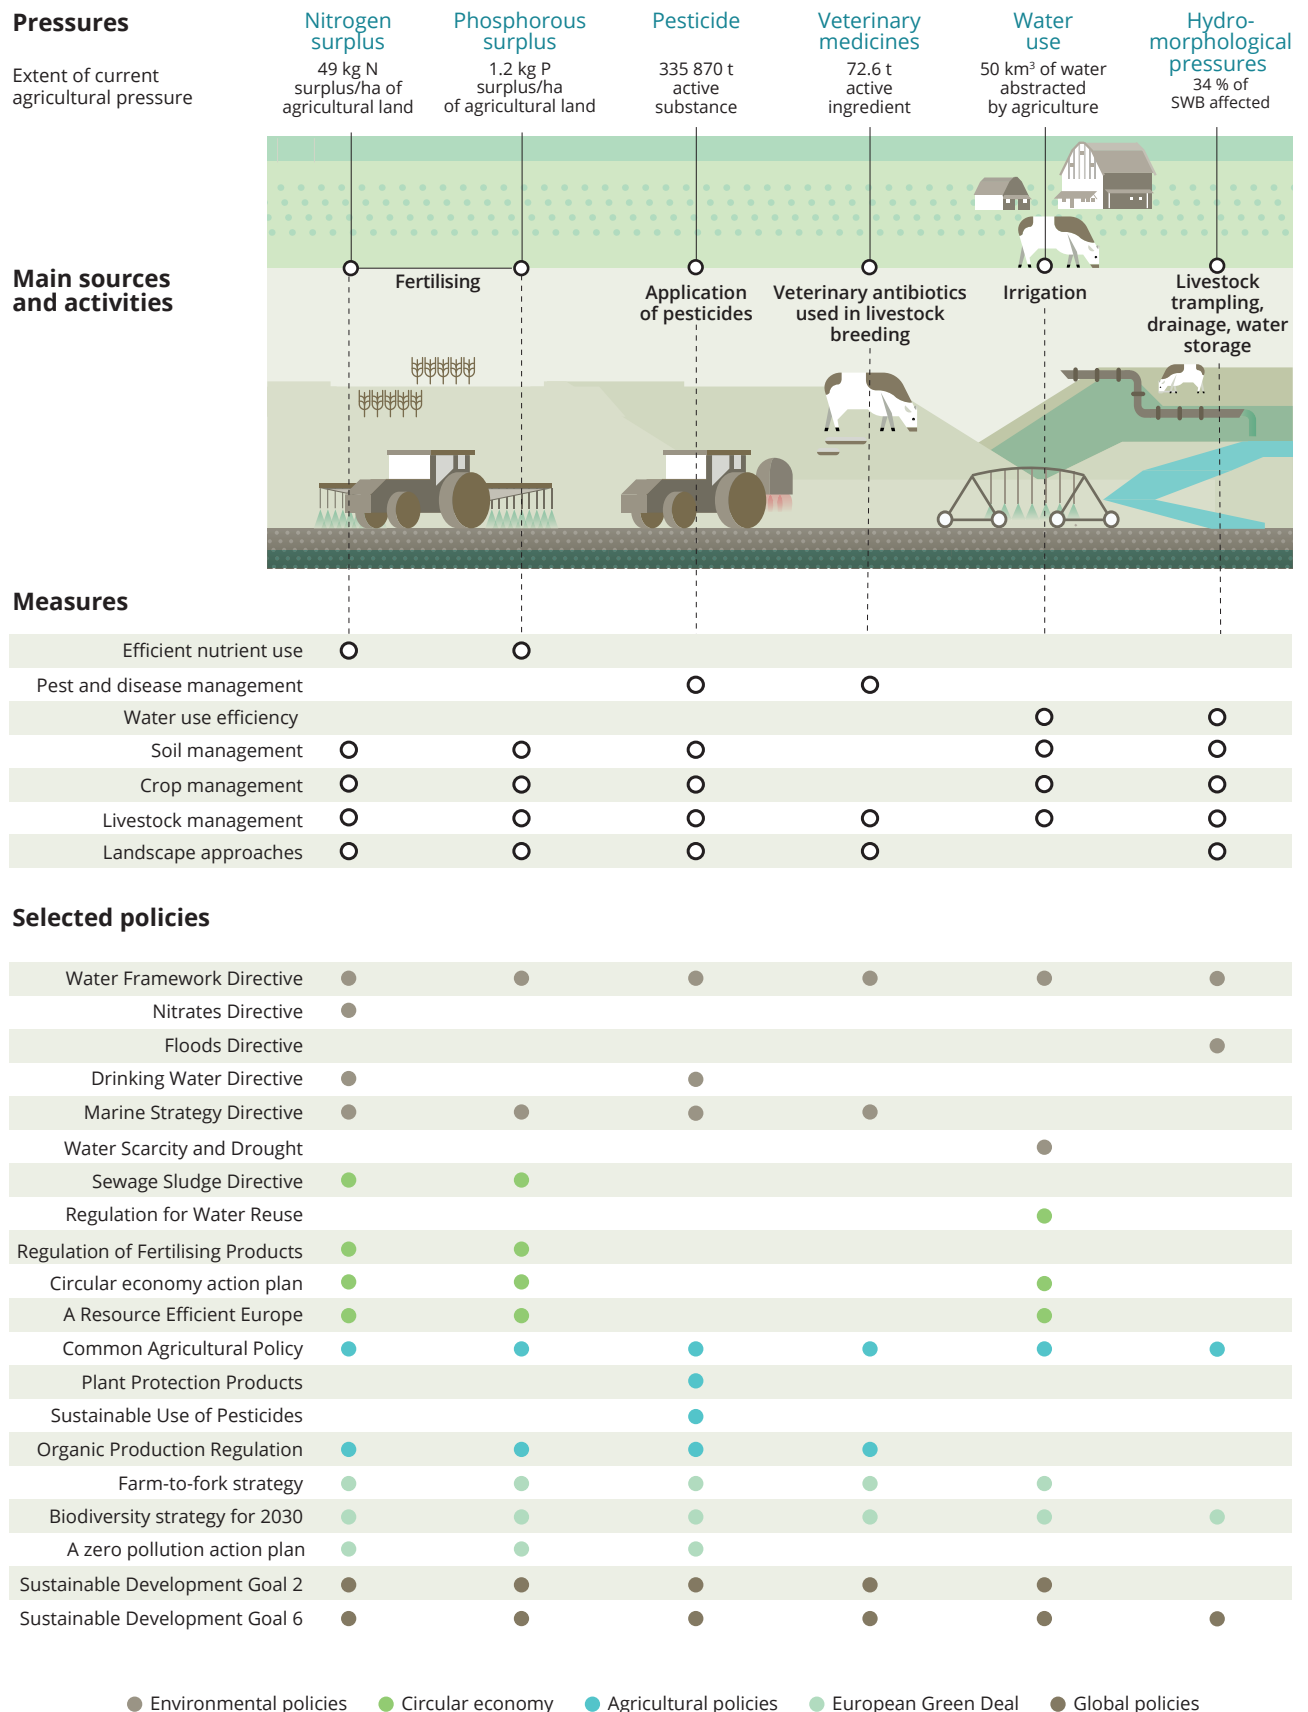 Pressures
Nitrogen
surplus
Phosphorous
surplus
Pesticide
Veterinary
medicines
Water
use
Hydro-
morphological
pressures
Extent of current
agricultural pressure
49 kg N
surplus/ha of
agricultural land
1.2 kg P
surplus/ha
of agricultural land
335 870 t
active
substance
72.6 t
active
ingredient
50 km³ of water
abstracted
by agriculture
34 % of
SWB affected
Main sources
and activities
Fertilising
Application
of pesticides
Veterinary antibiotics
used in livestock
breeding
Irrigation
Livestock
trampling,
drainage, water
storage
Measures
Efficient nutrient use
Pest and disease management
Water use efficiency
Soil management
Crop management
Livestock management
Landscape approaches
Selected policies
Water Framework Directive
Nitrates Directive
Floods Directive
Drinking Water Directive
Marine Strategy Directive
Water Scarcity and Drought
Sewage Sludge Directive
Regulation for Water Reuse
Regulation of Fertilising Products
Circular economy action plan
A Resource Efficient Europe
Common Agricultural Policy
Plant Protection Products
Sustainable Use of Pesticides
Organic Production Regulation
Farm-to-fork strategy
Biodiversity strategy for 2030
A zero pollution action plan
Sustainable Development Goal 2
Sustainable Development Goal 6
Environmental policies Circular economy Agricultural policies European Green Deal Global policies